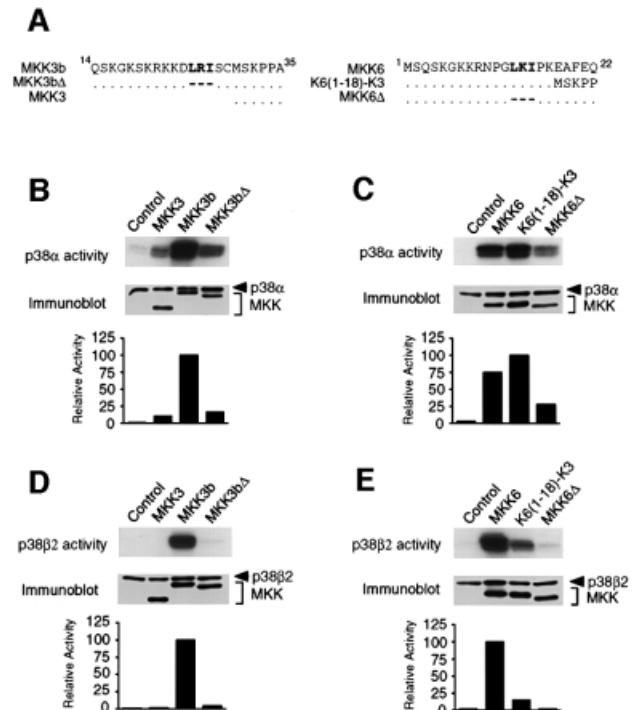 A
MKK3b 14QSKGKSKRKKDLRISCMSKPPA35
MKK3bΔ ...........---........
MKK3 ......
MKK6 1MSQSKGKKRNPGLKIPKEAFEQ22
K6(1-18)-K3 .................MSKPP
MKK6Δ ............---.......
B
Control MKK3 MKK3b MKK3bΔ
p38α activity
Immunoblot
p38α
MKK
Relative Activity
125
100
75
50
25
0
C
Control MKK6 K6(1-18)-K3 MKK6Δ
p38α activity
Immunoblot
p38α
MKK
Relative Activity
125
100
75
50
25
0
D
Control MKK3 MKK3b MKK3bΔ
p38β2 activity
Immunoblot
p38β2
MKK
Relative Activity
125
100
75
50
25
0
E
Control MKK6 K6(1-18)-K3 MKK6Δ
p38β2 activity
Immunoblot
p38β2
MKK
Relative Activity
125
100
75
50
25
0